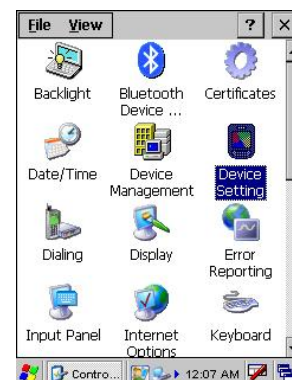 File View ? ×
Backlight
Bluetooth
Device ...
Certificates
Date/Time
Device
Management
Device
Setting
Dialing
Display
Error
Reporting
Input Panel
Internet
Options
Keyboard
Contro... 12:07 AM